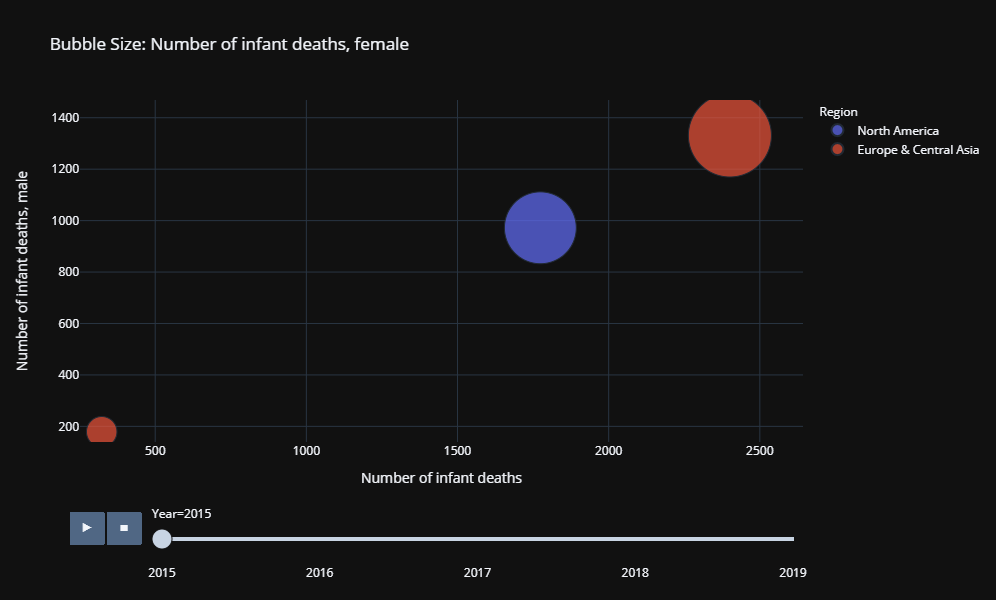 Bubble Size: Number of infant deaths, female
Number of infant deaths, male
1400
1200
1000
800
600
400
200
500
1000
1500
2000
2500
Number of infant deaths
Region
North America
Europe & Central Asia
Year=2015
2015
2016
2017
2018
2019